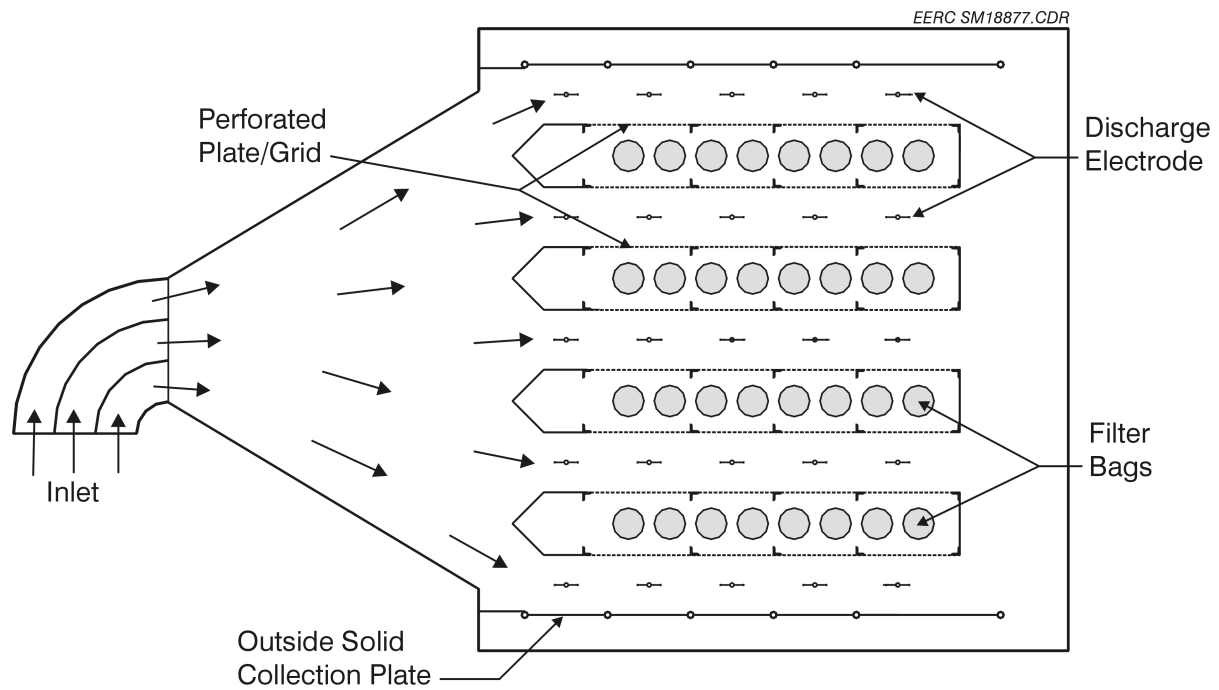 EERC SM18877.CDR
Perforated
Plate/Grid
Discharge
Electrode
Filter
Bags
Inlet
Outside Solid
Collection Plate